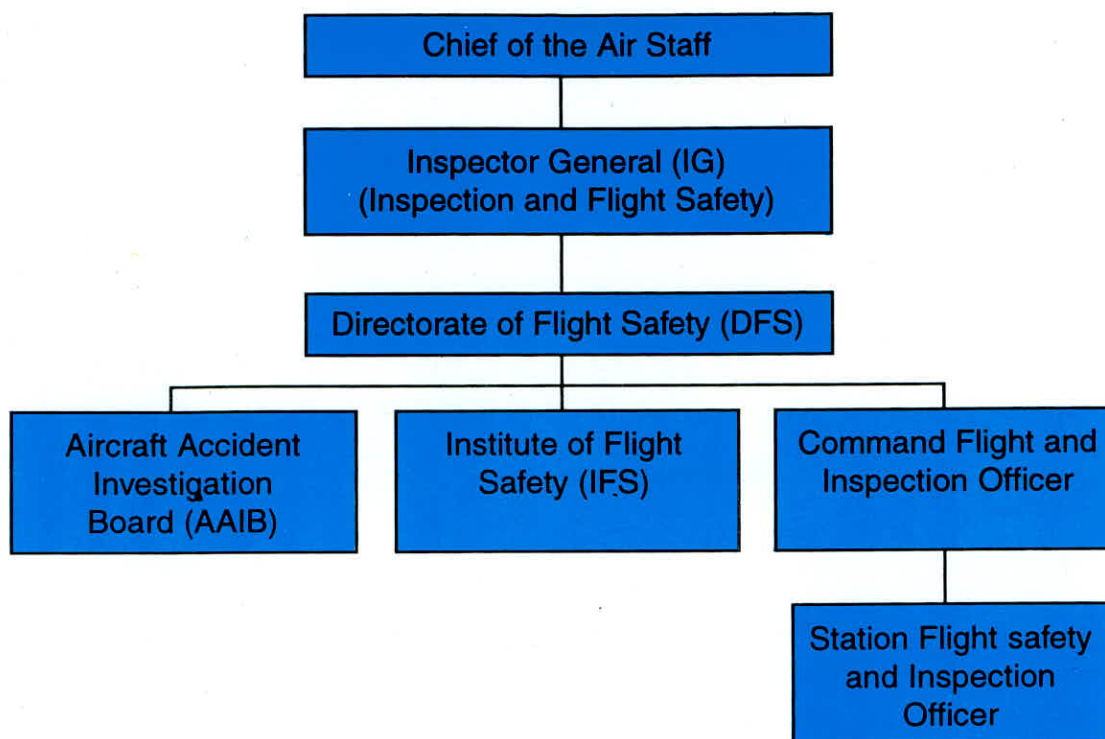 Chief of the Air Staff
Inspector General (IG)
(Inspection and Flight Safety)
Directorate of Flight Safety (DFS)
Aircraft Accident
Investigation
Board (AAIB)
Institute of Flight
Safety (IFS)
Command Flight and
Inspection Officer
Station Flight safety
and Inspection
Officer